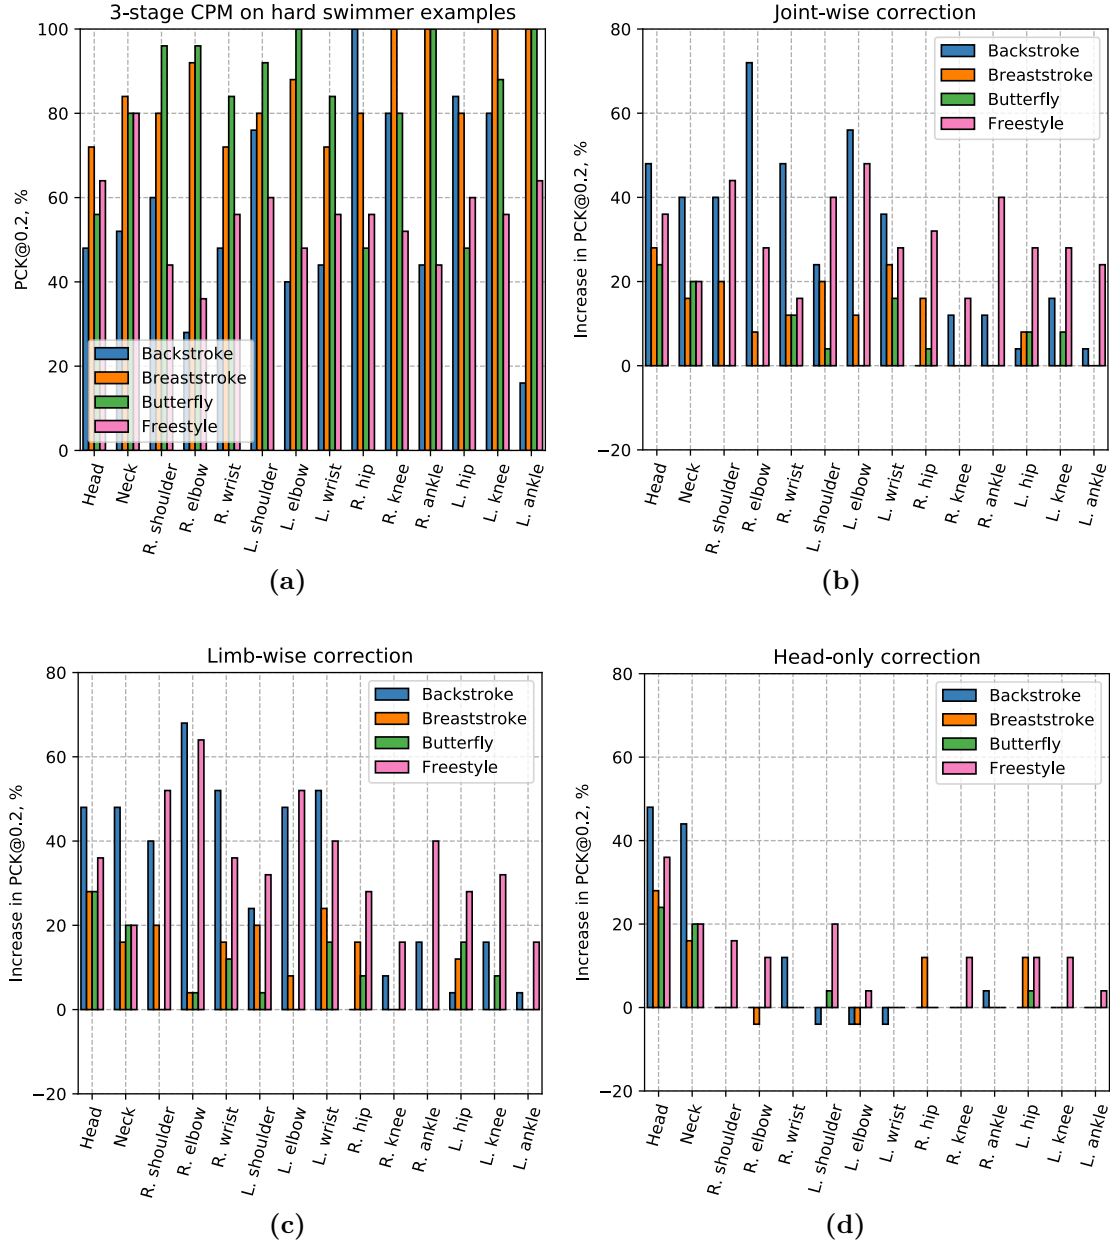 3-stage CPM on hard swimmer examples
PCK@0.2, %
100
80
60
40
20
0
Backstroke
Breaststroke
Butterfly
Freestyle
Head
Neck
R. shoulder
R. elbow
R. wrist
L. shoulder
L. elbow
L. wrist
R. hip
R. knee
R. ankle
L. hip
L. knee
L. ankle
(a)
Joint-wise correction
Increase in PCK@0.2, %
80
60
40
20
0
−20
Backstroke
Breaststroke
Butterfly
Freestyle
Head
Neck
R. shoulder
R. elbow
R. wrist
L. shoulder
L. elbow
L. wrist
R. hip
R. knee
R. ankle
L. hip
L. knee
L. ankle
(b)
Limb-wise correction
Increase in PCK@0.2, %
80
60
40
20
0
−20
Backstroke
Breaststroke
Butterfly
Freestyle
Head
Neck
R. shoulder
R. elbow
R. wrist
L. shoulder
L. elbow
L. wrist
R. hip
R. knee
R. ankle
L. hip
L. knee
L. ankle
(c)
Head-only correction
Increase in PCK@0.2, %
80
60
40
20
0
−20
Backstroke
Breaststroke
Butterfly
Freestyle
Head
Neck
R. shoulder
R. elbow
R. wrist
L. shoulder
L. elbow
L. wrist
R. hip
R. knee
R. ankle
L. hip
L. knee
L. ankle
(d)